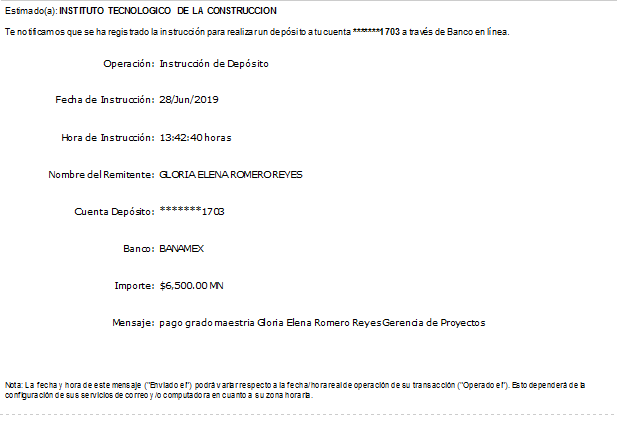 Estimado(a): INSTITUTO TECNOLOGICO DE LA CONSTRUCCION
Te notificamos que se ha registrado la instrucción para realizar un depósito a tu cuenta *******1703 a través de Banco en línea.
Operación: Instrucción de Depósito
Fecha de Instrucción: 28/Jun/2019
Hora de Instrucción: 13:42:40 horas
Nombre del Remitente: GLORIA ELENA ROMERO REYES
Cuenta Depósito: *******1703
Banco: BANAMEX
Importe: $6,500.00 MN
Mensaje: pago grado maestria Gloria Elena Romero Reyes Gerencia de Proyectos
Nota: La fecha y hora de este mensaje ("Enviado el") podrá variar respecto a la fecha/hora real de operación de su transacción ("Operado el"). Esto dependerá de la
configuración de sus servicios de correo y/o computadora en cuanto a su zona horaria.